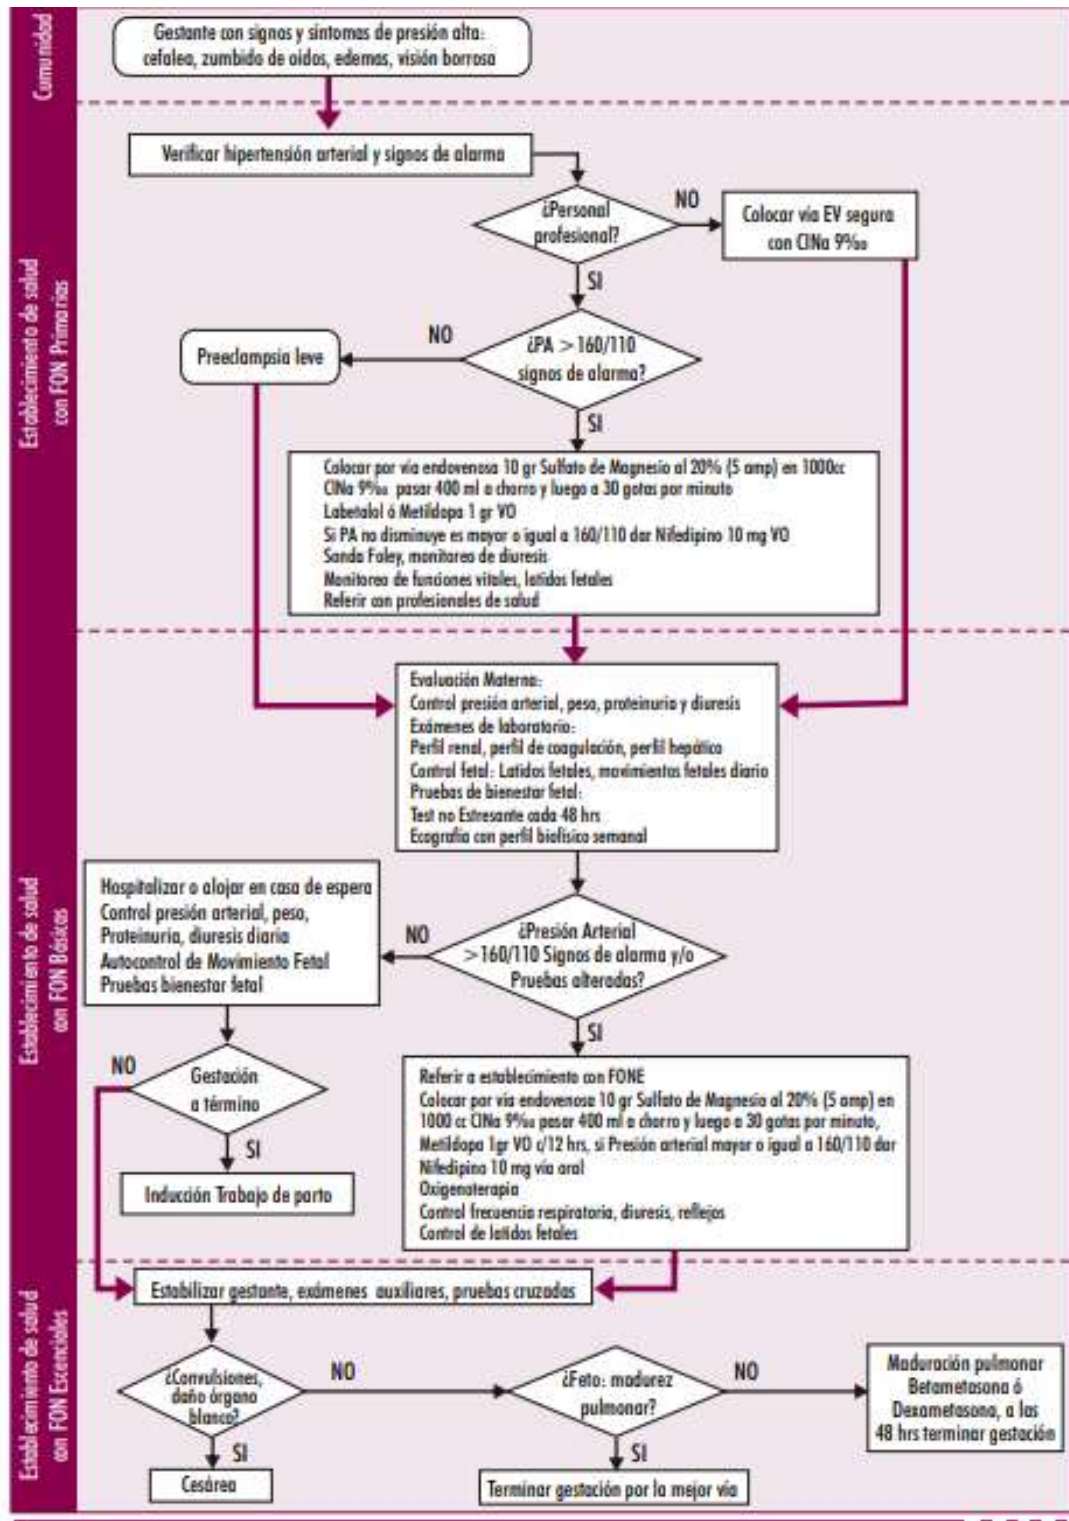 Comunidad
Gestante con signos y síntomas de presión alta:
cefalea, zumbido de oidos, edemas, visión borrosa
Establecimiento de salud
con FON Primarias
Verificar hipertensión arterial y signos de alarma
¿Personal
profesional?
NO
Colocar vía EV segura
con ClNa 9‰
SI
¿PA > 160/110
signos de alarma?
NO
Preeclampsia leve
SI
Colocar por vía endovenosa 10 gr Sulfato de Magnesio al 20% (5 amp) en 1000cc
ClNa 9‰ pasar 400 ml a chorro y luego a 30 gotas por minuto
Labetalol ó Metildopa 1 gr VO
Si PA no disminuye es mayor o igual a 160/110 dar Nifedipino 10 mg VO
Sonda Foley, monitoreo de diuresis
Monitoreo de funciones vitales, latidos fetales
Referir con profesionales de salud
Establecimiento de salud
con FON Básicas
Evaluación Materna:
Control presión arterial, peso, proteinuria y diuresis
Exámenes de laboratorio:
Perfil renal, perfil de coagulación, perfil hepático
Control fetal: Latidos fetales, movimientos fetales diario
Pruebas de bienestar fetal:
Test no Estresante cada 48 hrs
Ecografía con perfil biofísico semanal
¿Presión Arterial
>160/110 Signos de alarma y/o
Pruebas alteradas?
NO
Hospitalizar o alojar en casa de espera
Control presión arterial, peso,
Proteinuria, diuresis diaria
Autocontrol de Movimiento Fetal
Pruebas bienestar fetal
SI
Gestación
a término
NO
SI
Inducción Trabajo de parto
Referir a establecimiento con FONE
Colocar por vía endovenosa 10 gr Sulfato de Magnesio al 20% (5 amp) en
1000 cc ClNa 9‰ pasar 400 ml a chorro y luego a 30 gotas por minuto,
Metildopa 1gr VO c/12 hrs, si Presión arterial mayor o igual a 160/110 dar
Nifedipino 10 mg vía oral
Oxigenoterapia
Control frecuencia respiratoria, diuresis, reflejos
Control de latidos fetales
Establecimiento de salud
con FON Escenciales
Estabilizar gestante, exámenes auxiliares, pruebas cruzadas
¿Convulsiones,
daño órgano
blanco?
NO
¿Feto: madurez
pulmonar?
NO
Maduración pulmonar
Betametasona ó
Dexametasona, a las
48 hrs terminar gestación
SI
Cesárea
SI
Terminar gestación por la mejor vía